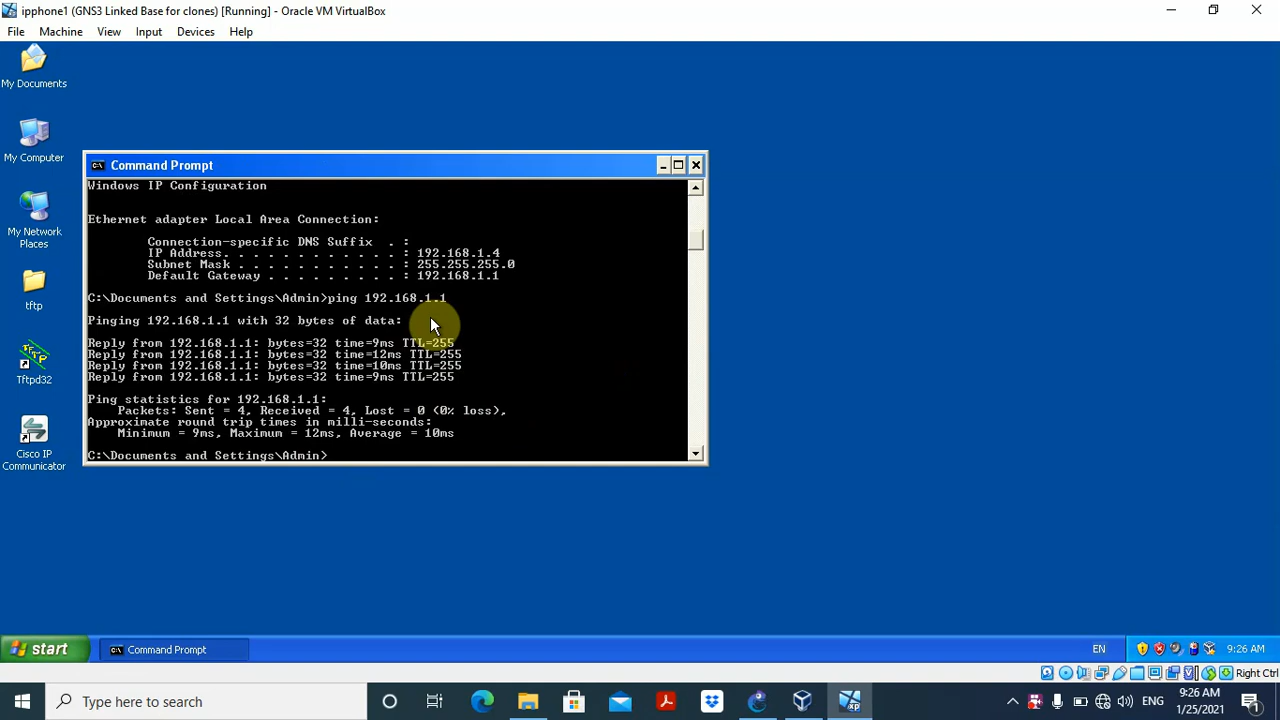 ipphone1 (GNS3 Linked Base for clones) [Running] - Oracle VM VirtualBox
File Machine View Input Devices Help
My Documents
My Computer
My Network
Places
tftp
Tftpd32
Cisco IP
Communicator
Command Prompt
Windows IP Configuration
Ethernet adapter Local Area Connection:
Connection-specific DNS Suffix . :
IP Address. . . . . . . . . . . . : 192.168.1.4
Subnet Mask . . . . . . . . . . . : 255.255.255.0
Default Gateway . . . . . . . . . : 192.168.1.1
C:\Documents and Settings\Admin>ping 192.168.1.1
Pinging 192.168.1.1 with 32 bytes of data:
Reply from 192.168.1.1: bytes=32 time=9ms TTL=255
Reply from 192.168.1.1: bytes=32 time=12ms TTL=255
Reply from 192.168.1.1: bytes=32 time=10ms TTL=255
Reply from 192.168.1.1: bytes=32 time=9ms TTL=255
Ping statistics for 192.168.1.1:
Packets: Sent = 4, Received = 4, Lost = 0 (0% loss),
Approximate round trip times in milli-seconds:
Minimum = 9ms, Maximum = 12ms, Average = 10ms
C:\Documents and Settings\Admin>
start Command Prompt EN 9:26 AM
Right Ctrl
Type here to search ENG 9:26 AM
1/25/2021